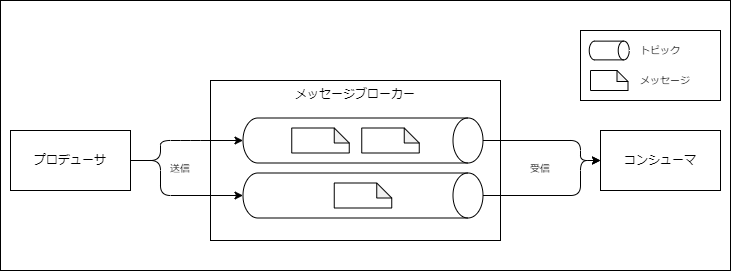 トピック
メッセージ
メッセージブローカー
プロデューサ
送信
受信
コンシューマ